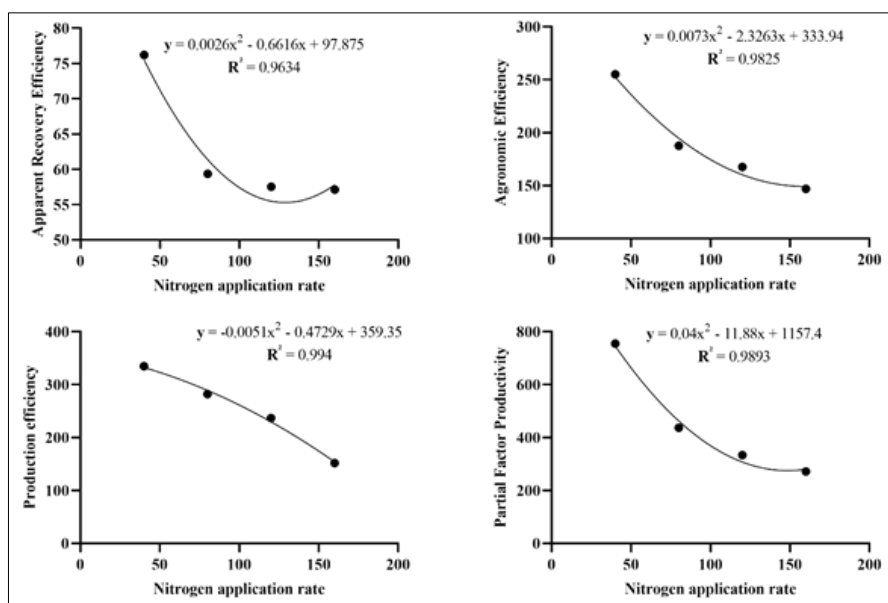 y = 0.0026x² - 0.6616x + 97.875
R² = 0.9634
Apparent Recovery Efficiency
80
75
70
65
60
55
50
0
50
100
150
200
Nitrogen application rate
y = 0.0073x² - 2.3263x + 333.94
R² = 0.9825
Agronomic Efficiency
300
250
200
150
100
0
50
100
150
200
Nitrogen application rate
y = -0.0051x² - 0.4729x + 359.35
R² = 0.994
Production efficiency
400
300
200
100
0
0
50
100
150
200
Nitrogen application rate
y = 0.04x² - 11.88x + 1157.4
R² = 0.9893
Partial Factor Productivity
800
600
400
200
0
0
50
100
150
200
Nitrogen application rate